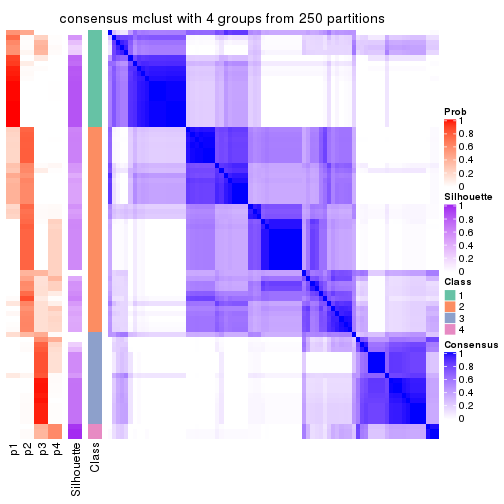 consensus mclust with 4 groups from 250 partitions
Prob
1
0.8
0.6
0.4
0.2
0
Silhouette
1
0.8
0.6
0.4
0.2
0
Class
1
2
3
4
Consensus
1
0.8
0.6
0.4
0.2
0
p1
p2
p3
p4
Silhouette
Class